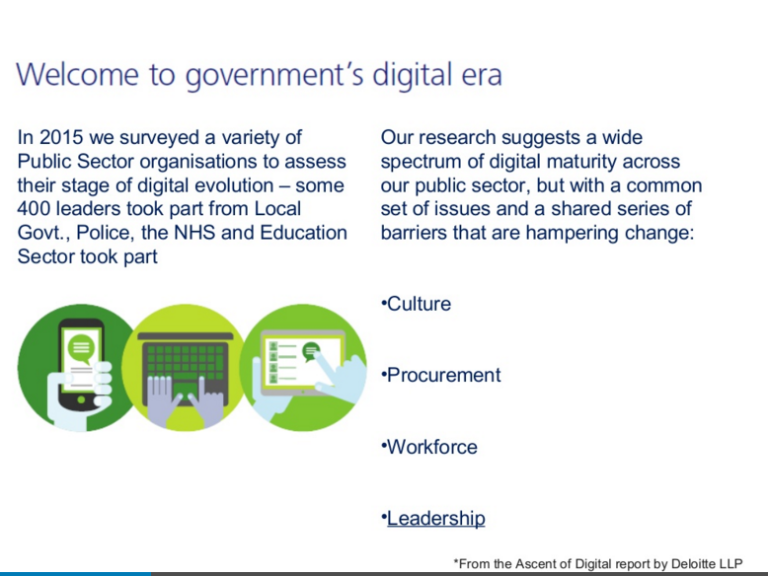 Welcome to government's digital era
In 2015 we surveyed a variety of
Public Sector organisations to assess
their stage of digital evolution – some
400 leaders took part from Local
Govt., Police, the NHS and Education
Sector took part
Our research suggests a wide
spectrum of digital maturity across
our public sector, but with a common
set of issues and a shared series of
barriers that are hampering change:
•Culture
•Procurement
•Workforce
•Leadership
*From the Ascent of Digital report by Deloitte LLP